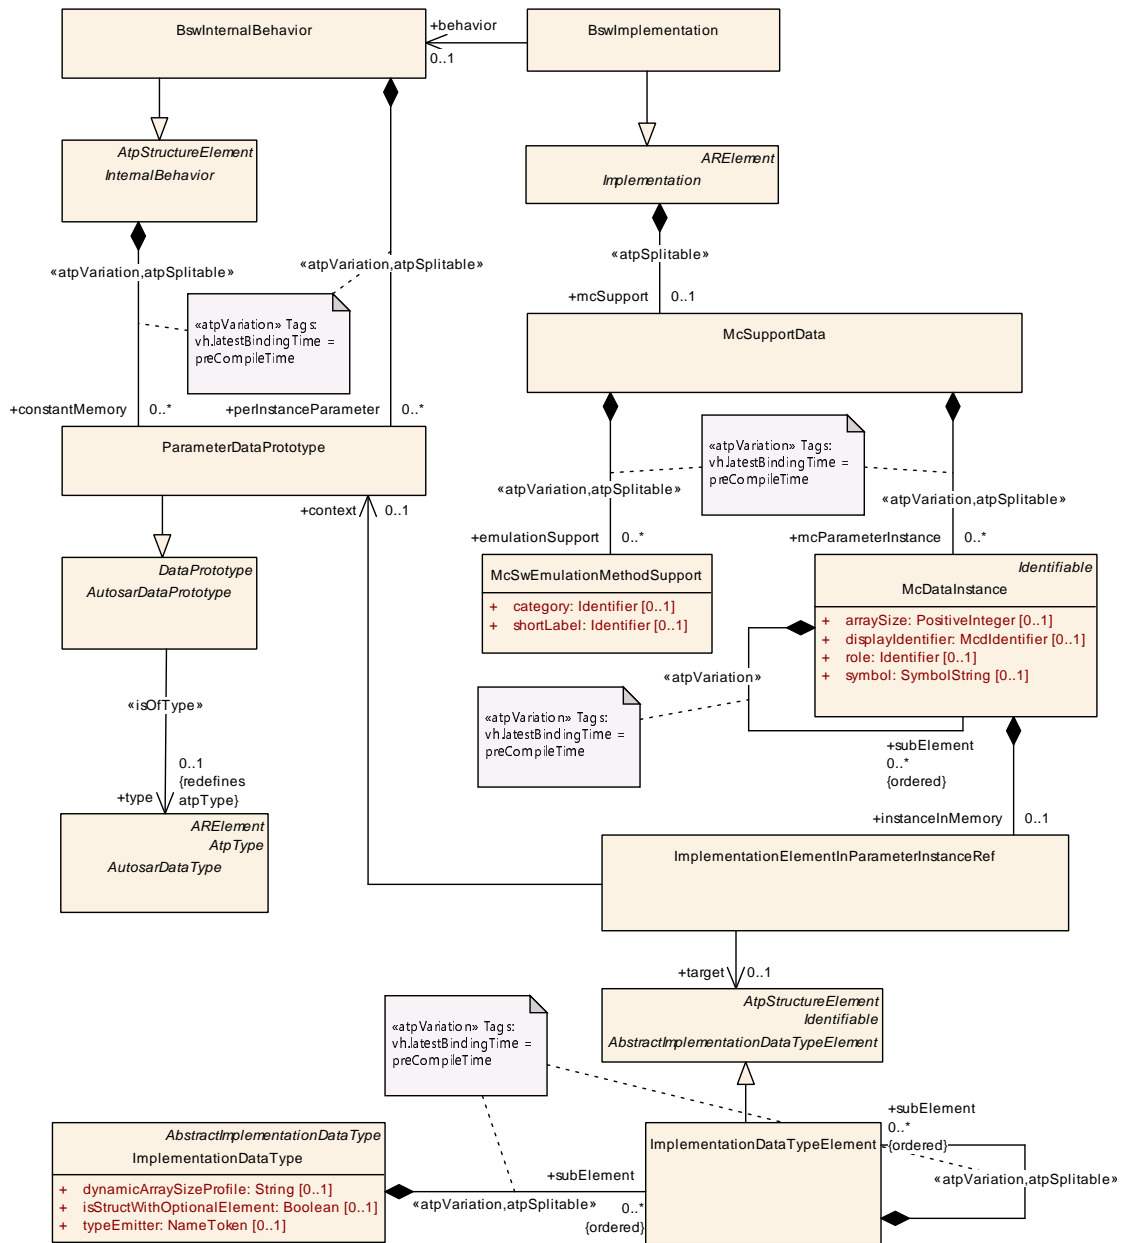 BswInternalBehavior
+behavior
0..1
BswImplementation
AtpStructureElement
InternalBehavior
ARElement
Implementation
«atpVariation,atpSplitable»
«atpVariation,atpSplitable»
«atpSplitable»
+mcSupport
0..1
«atpVariation» Tags:
vh.latestBindingTime =
preCompileTime
McSupportData
+constantMemory
0..*
+perInstanceParameter
0..*
ParameterDataPrototype
«atpVariation» Tags:
vh.latestBindingTime =
preCompileTime
«atpVariation,atpSplitable»
«atpVariation,atpSplitable»
+context
0..1
+emulationSupport
0..*
+mcParameterInstance
0..*
DataPrototype
AutosarDataPrototype
McSwEmulationMethodSupport
+ category: Identifier [0..1]
+ shortLabel: Identifier [0..1]
Identifiable
McDataInstance
+ arraySize: PositiveInteger [0..1]
+ displayIdentifier: McdIdentifier [0..1]
+ role: Identifier [0..1]
+ symbol: SymbolString [0..1]
«atpVariation»
«isOfType»
«atpVariation» Tags:
vh.latestBindingTime =
preCompileTime
+subElement
0..*
{ordered}
0..1
{redefines
atpType}
+type
+instanceInMemory
0..1
ARElement
AtpType
AutosarDataType
ImplementationElementInParameterInstanceRef
+target
0..1
AtpStructureElement
Identifiable
AbstractImplementationDataTypeElement
«atpVariation» Tags:
vh.latestBindingTime =
preCompileTime
+subElement
0..*
{ordered}
ImplementationDataTypeElement
«atpVariation,atpSplitable»
AbstractImplementationDataType
ImplementationDataType
+ dynamicArraySizeProfile: String [0..1]
+ isStructWithOptionalElement: Boolean [0..1]
+ typeEmitter: NameToken [0..1]
+subElement
«atpVariation,atpSplitable»
0..*
{ordered}